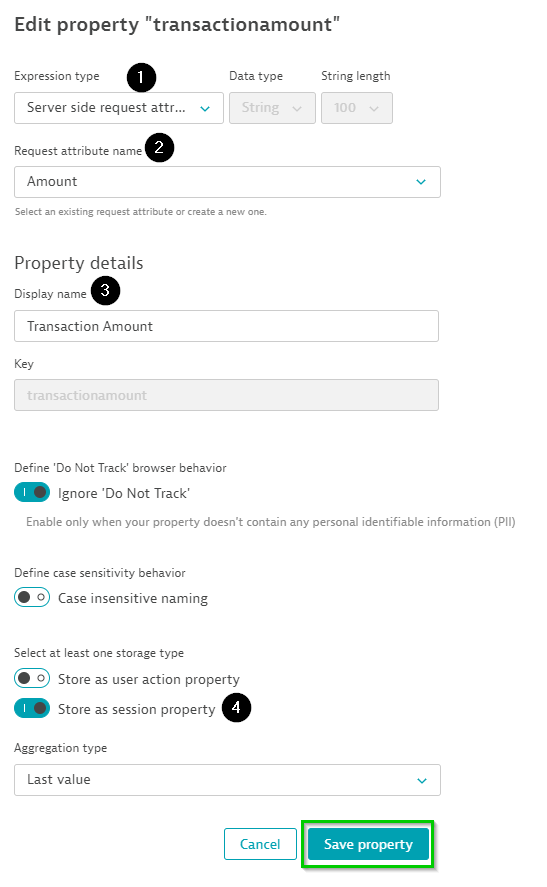 Edit property "transactionamount"
Expression type 1 Data type String length
Server side request attr... String 100
Request attribute name 2
Amount
Select an existing request attribute or create a new one.
Property details
Display name 3
Transaction Amount
Key
transactionamount
Define 'Do Not Track' browser behavior
Ignore 'Do Not Track'
Enable only when your property doesn't contain any personal identifiable information (PII)
Define case sensitivity behavior
Case insensitive naming
Select at least one storage type
Store as user action property
Store as session property 4
Aggregation type
Last value
Cancel Save property